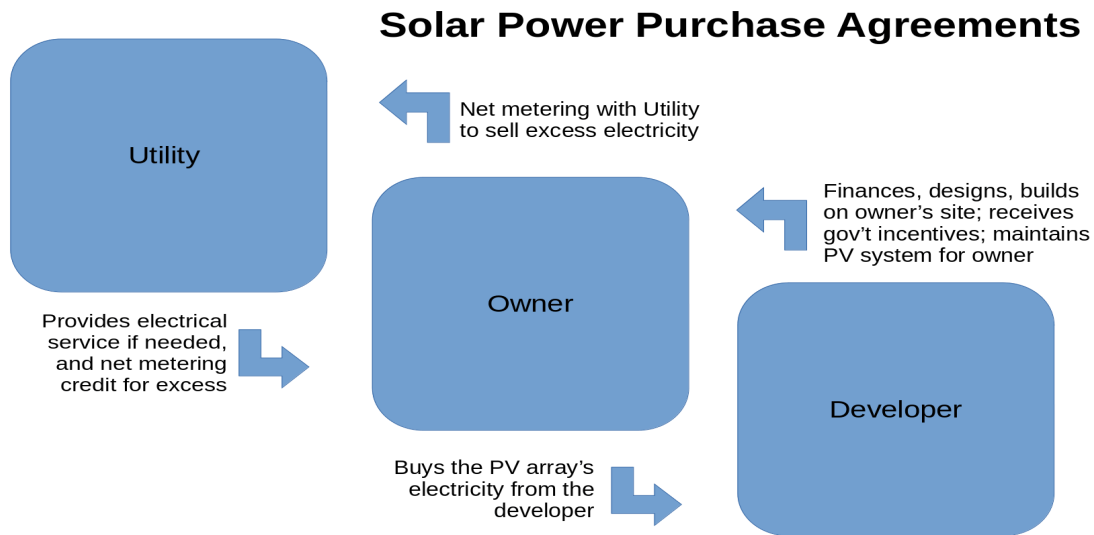 Solar Power Purchase Agreements
Utility
Net metering with Utility
to sell excess electricity
Finances, designs, builds
on owner’s site; receives
gov’t incentives; maintains
PV system for owner
Owner
Provides electrical
service if needed,
and net metering
credit for excess
Developer
Buys the PV array’s
electricity from the
developer